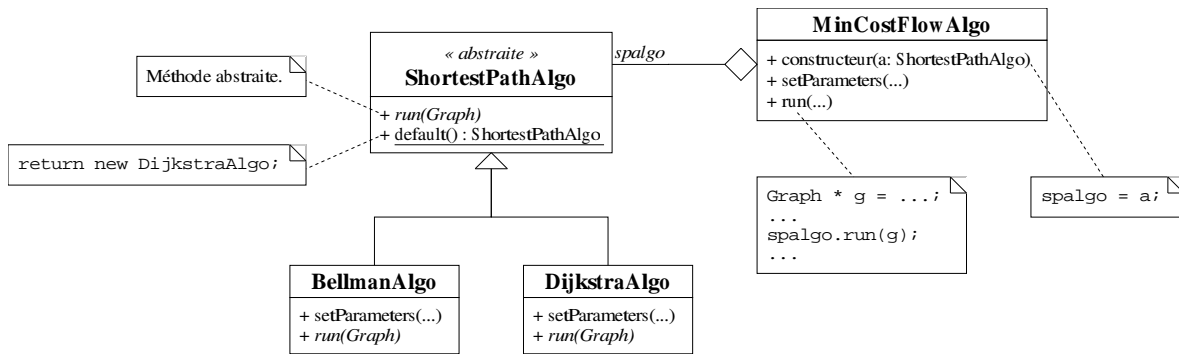 Méthode abstraite.
return new DijkstraAlgo;
« abstraite »
ShortestPathAlgo
+ run(Graph)
+ default() : ShortestPathAlgo
spalgo
MinCostFlowAlgo
+ constructeur(a: ShortestPathAlgo)
+ setParameters(...)
+ run(...)
Graph * g = ...;
...
spalgo.run(g);
...
spalgo = a;
BellmanAlgo
+ setParameters(...)
+ run(Graph)
DijkstraAlgo
+ setParameters(...)
+ run(Graph)